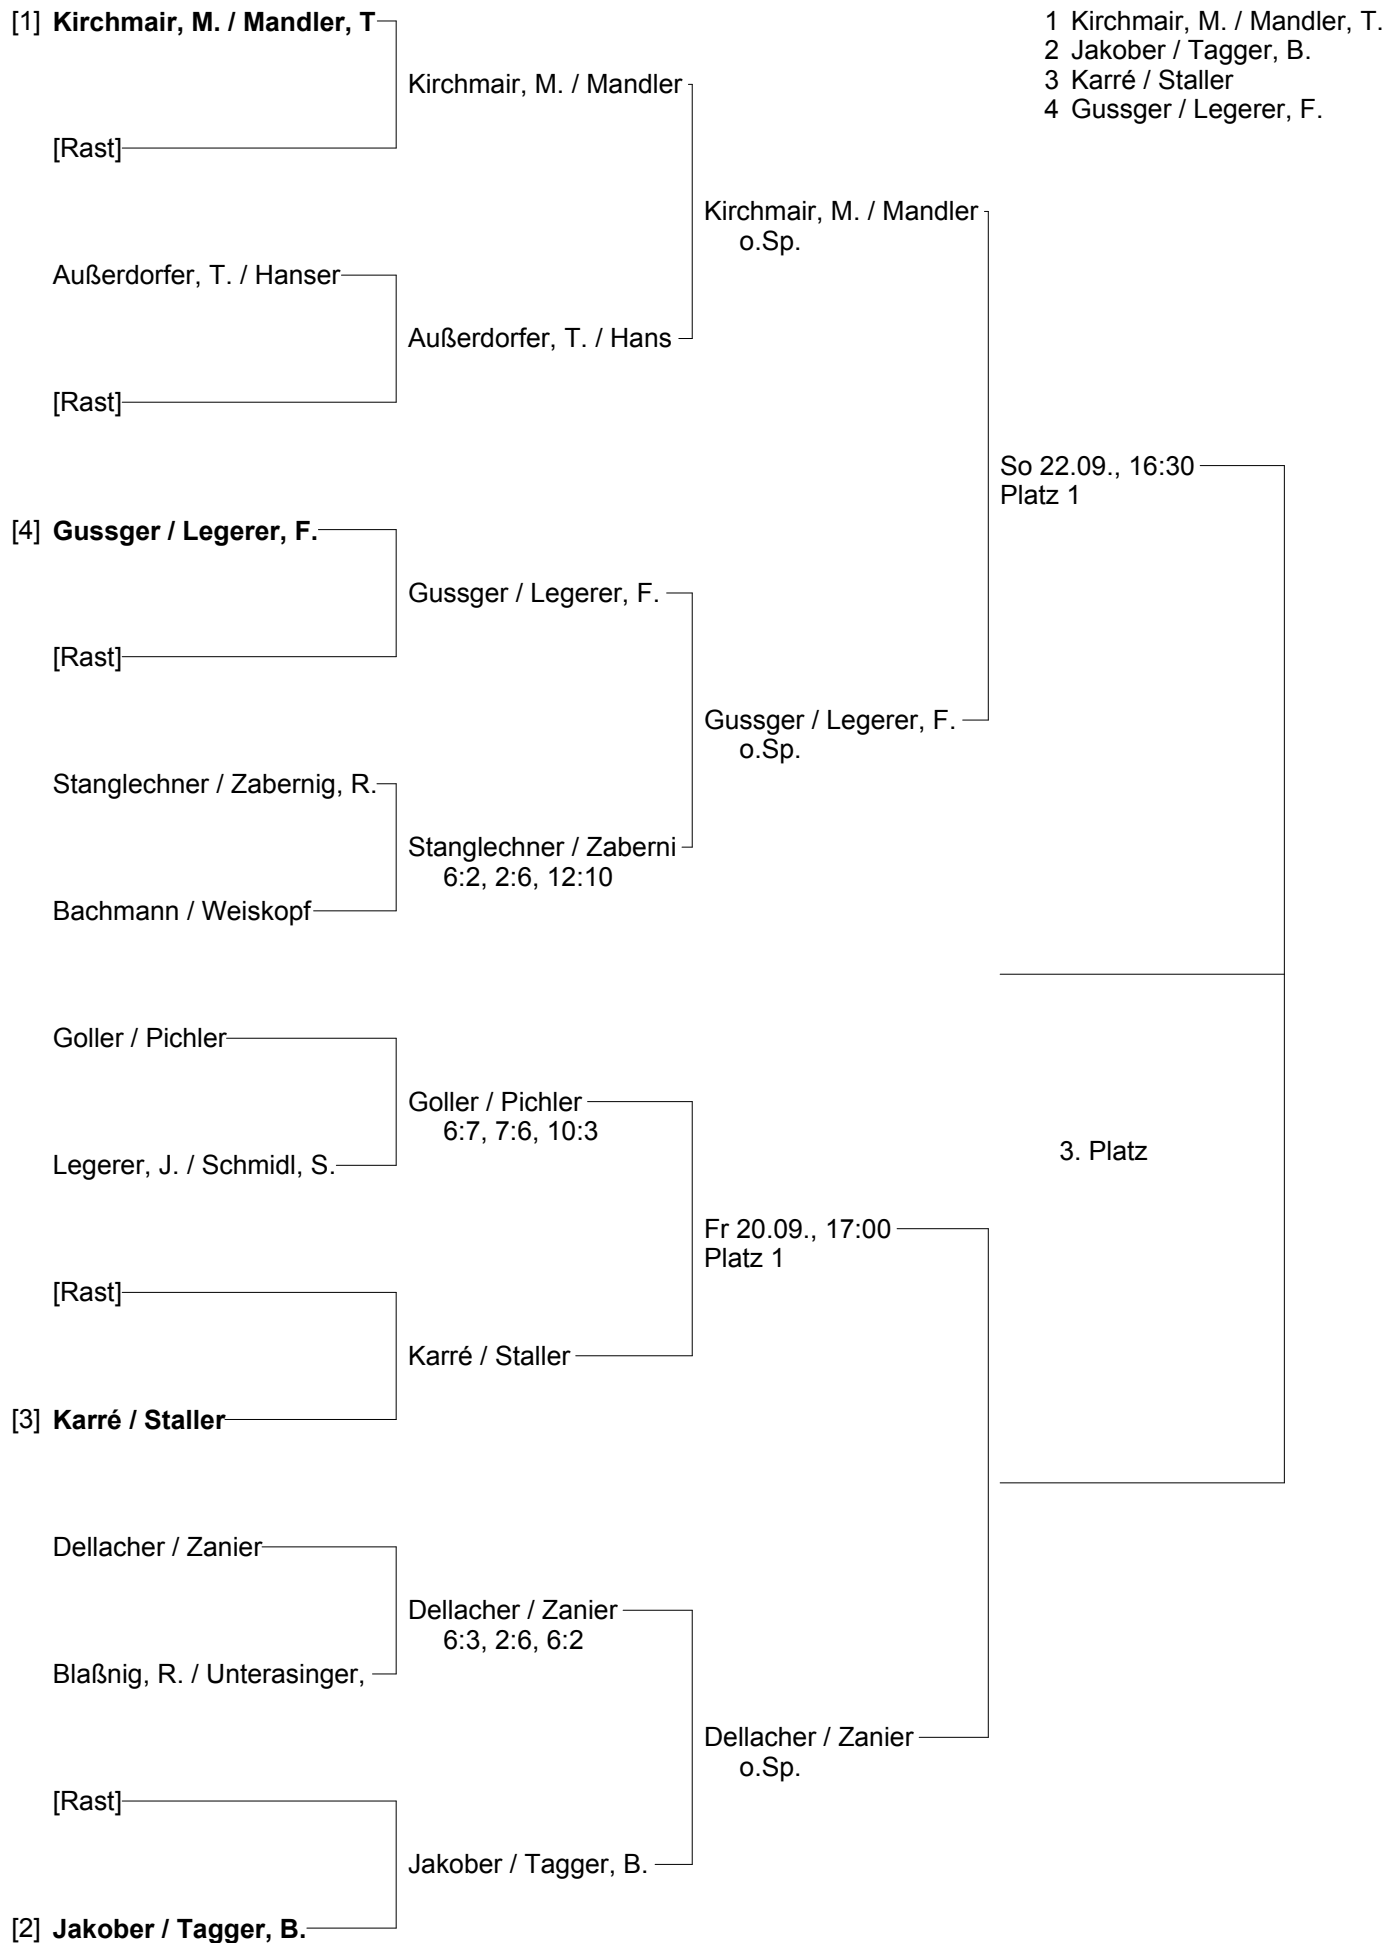 [1] Kirchmair, M. / Mandler, T
1 Kirchmair, M. / Mandler, T.
2 Jakober / Tagger, B.
3 Karré / Staller
4 Gussger / Legerer, F.
Kirchmair, M. / Mandler
[Rast]
Kirchmair, M. / Mandler
o.Sp.
Außerdorfer, T. / Hanser
Außerdorfer, T. / Hans
[Rast]
So 22.09., 16:30
Platz 1
[4] Gussger / Legerer, F.
Gussger / Legerer, F.
[Rast]
Gussger / Legerer, F.
o.Sp.
Stanglechner / Zabernig, R.
Stanglechner / Zaberni
6:2, 2:6, 12:10
Bachmann / Weiskopf
Goller / Pichler
Goller / Pichler
6:7, 7:6, 10:3
Legerer, J. / Schmidl, S.
3. Platz
Fr 20.09., 17:00
Platz 1
[Rast]
Karré / Staller
[3] Karré / Staller
Dellacher / Zanier
Dellacher / Zanier
6:3, 2:6, 6:2
Blaßnig, R. / Unterasinger,
Dellacher / Zanier
o.Sp.
[Rast]
Jakober / Tagger, B.
[2] Jakober / Tagger, B.